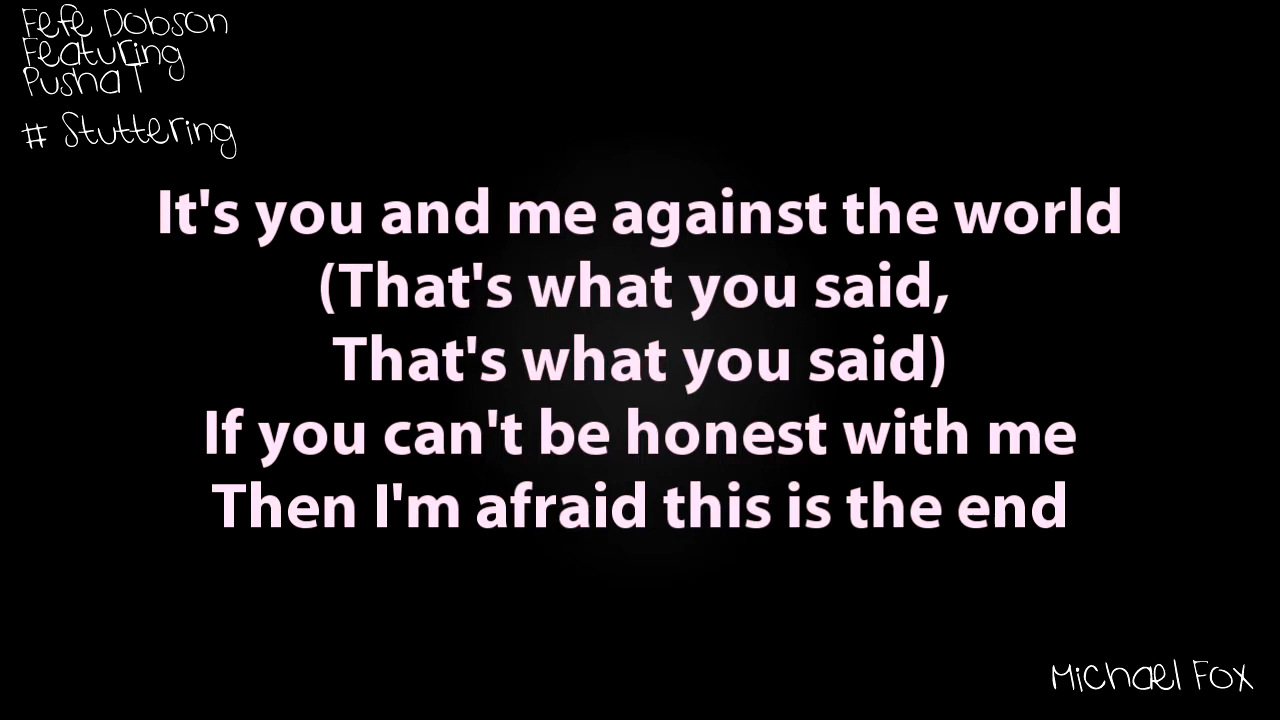 Fefe Dobson
Featuring
Pusha T
# Stuttering
It's you and me against the world
(That's what you said,
That's what you said)
If you can't be honest with me
Then I'm afraid this is the end
Michael Fox